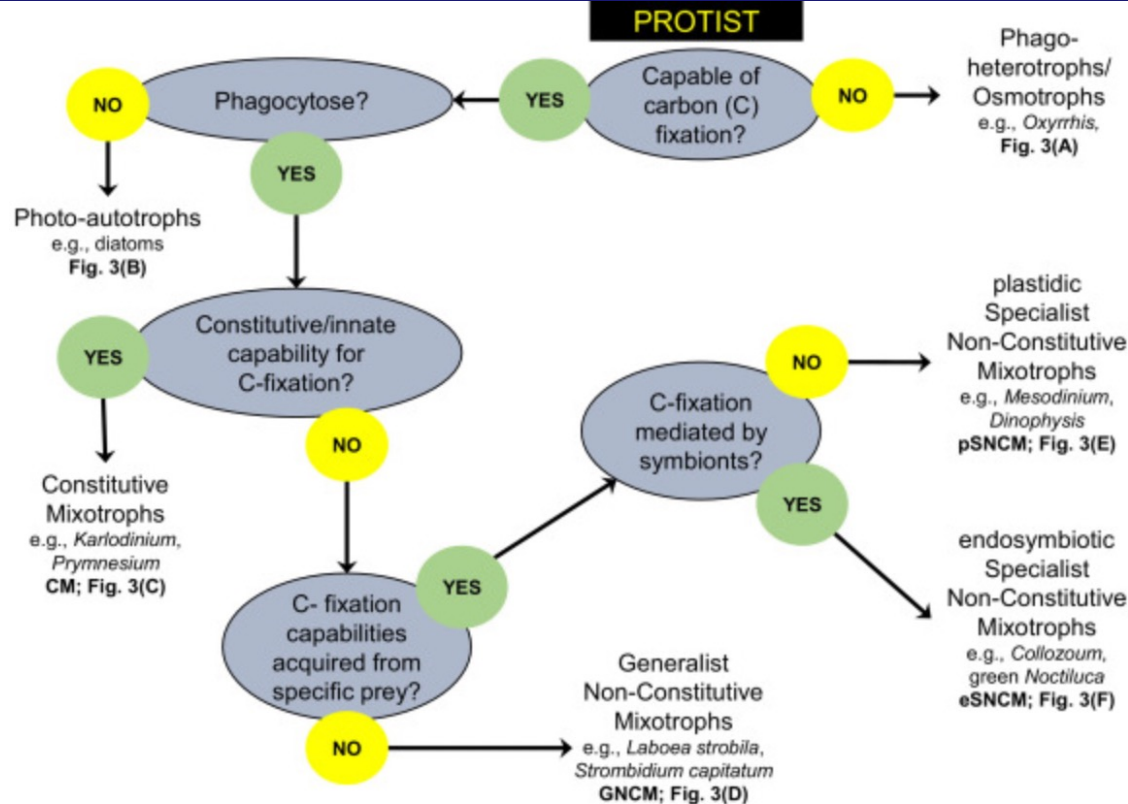 PROTIST
Capable of
carbon (C)
fixation?
NO
Phago-
heterotrophs/
Osmotrophs
e.g., Oxyrrhis,
Fig. 3(A)
YES
Phagocytose?
NO
Photo-autotrophs
e.g., diatoms
Fig. 3(B)
YES
Constitutive/innate
capability for
C-fixation?
YES
Constitutive
Mixotrophs
e.g., Karlodinium,
Prymnesium
CM; Fig. 3(C)
NO
C- fixation
capabilities
acquired from
specific prey?
NO
Generalist
Non-Constitutive
Mixotrophs
e.g., Laboea strobila,
Strombidium capitatum
GNCM; Fig. 3(D)
YES
C-fixation
mediated by
symbionts?
NO
plastidic
Specialist
Non-Constitutive
Mixotrophs
e.g., Mesodinium,
Dinophysis
pSNCM; Fig. 3(E)
YES
endosymbiotic
Specialist
Non-Constitutive
Mixotrophs
e.g., Collozoum,
green Noctiluca
eSNCM; Fig. 3(F)